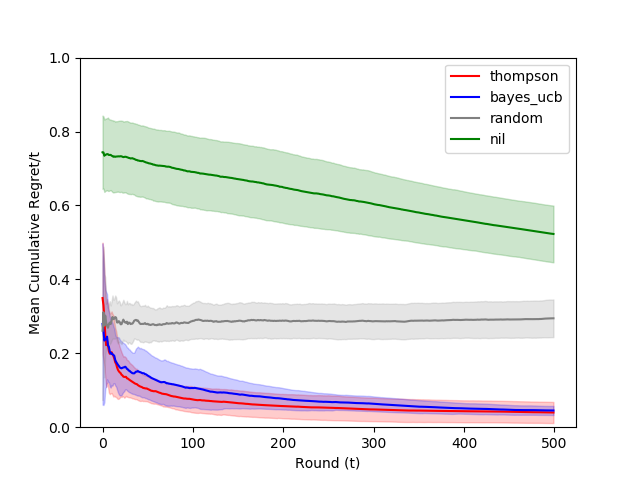 1.0
0.8
0.6
0.4
0.2
0.0
Mean Cumulative Regret/t
thompson
bayes_ucb
random
nil
0 100 200 300 400 500
Round (t)